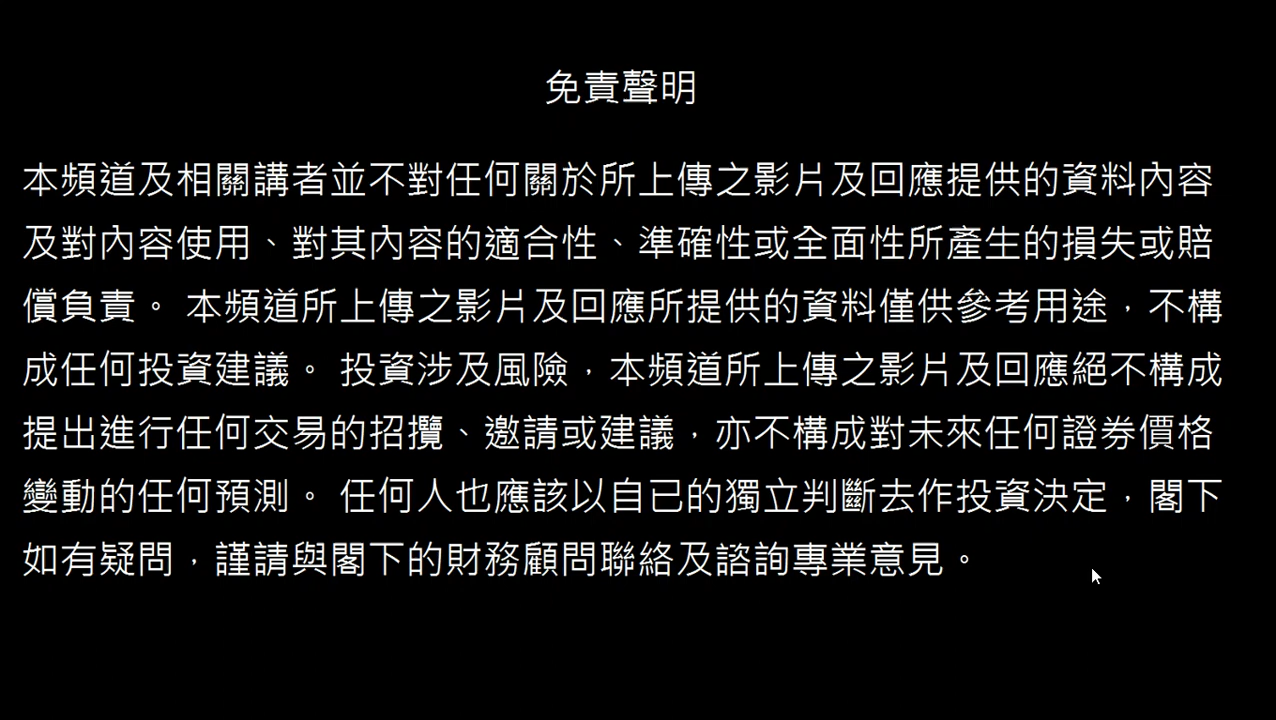 免責聲明
本頻道及相關講者並不對任何關於所上傳之影片及回應提供的資料內容
及對內容使用、對其內容的適合性、準確性或全面性所產生的損失或賠
償負責。 本頻道所上傳之影片及回應所提供的資料僅供參考用途，不構
成任何投資建議。 投資涉及風險，本頻道所上傳之影片及回應絕不構成
提出進行任何交易的招攬、邀請或建議，亦不構成對未來任何證券價格
變動的任何預測。 任何人也應該以自已的獨立判斷去作投資決定，閣下
如有疑問，謹請與閣下的財務顧問聯絡及諮詢專業意見。